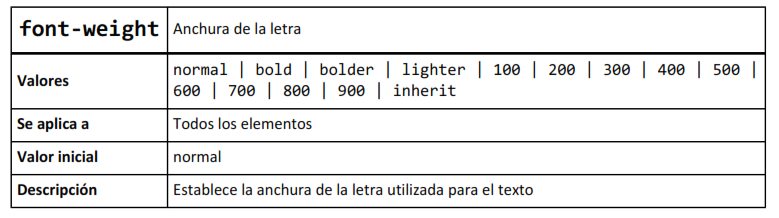 font-weight Anchura de la letra
Valores normal | bold | bolder | lighter | 100 | 200 | 300 | 400 | 500 |
600 | 700 | 800 | 900 | inherit
Se aplica a Todos los elementos
Valor inicial normal
Descripción Establece la anchura de la letra utilizada para el texto